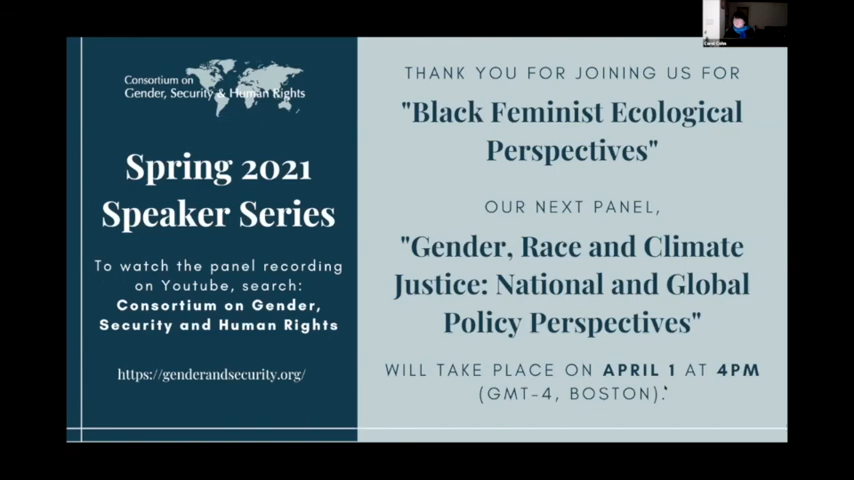 Carol Cohn
Consortium on
Gender, Security & Human Rights
Spring 2021
Speaker Series
To watch the panel recording
on Youtube, search:
Consortium on Gender,
Security and Human Rights
https://genderandsecurity.org/
THANK YOU FOR JOINING US FOR
"Black Feminist Ecological
Perspectives"
OUR NEXT PANEL,
"Gender, Race and Climate
Justice: National and Global
Policy Perspectives"
WILL TAKE PLACE ON APRIL 1 AT 4PM
(GMT-4, BOSTON).